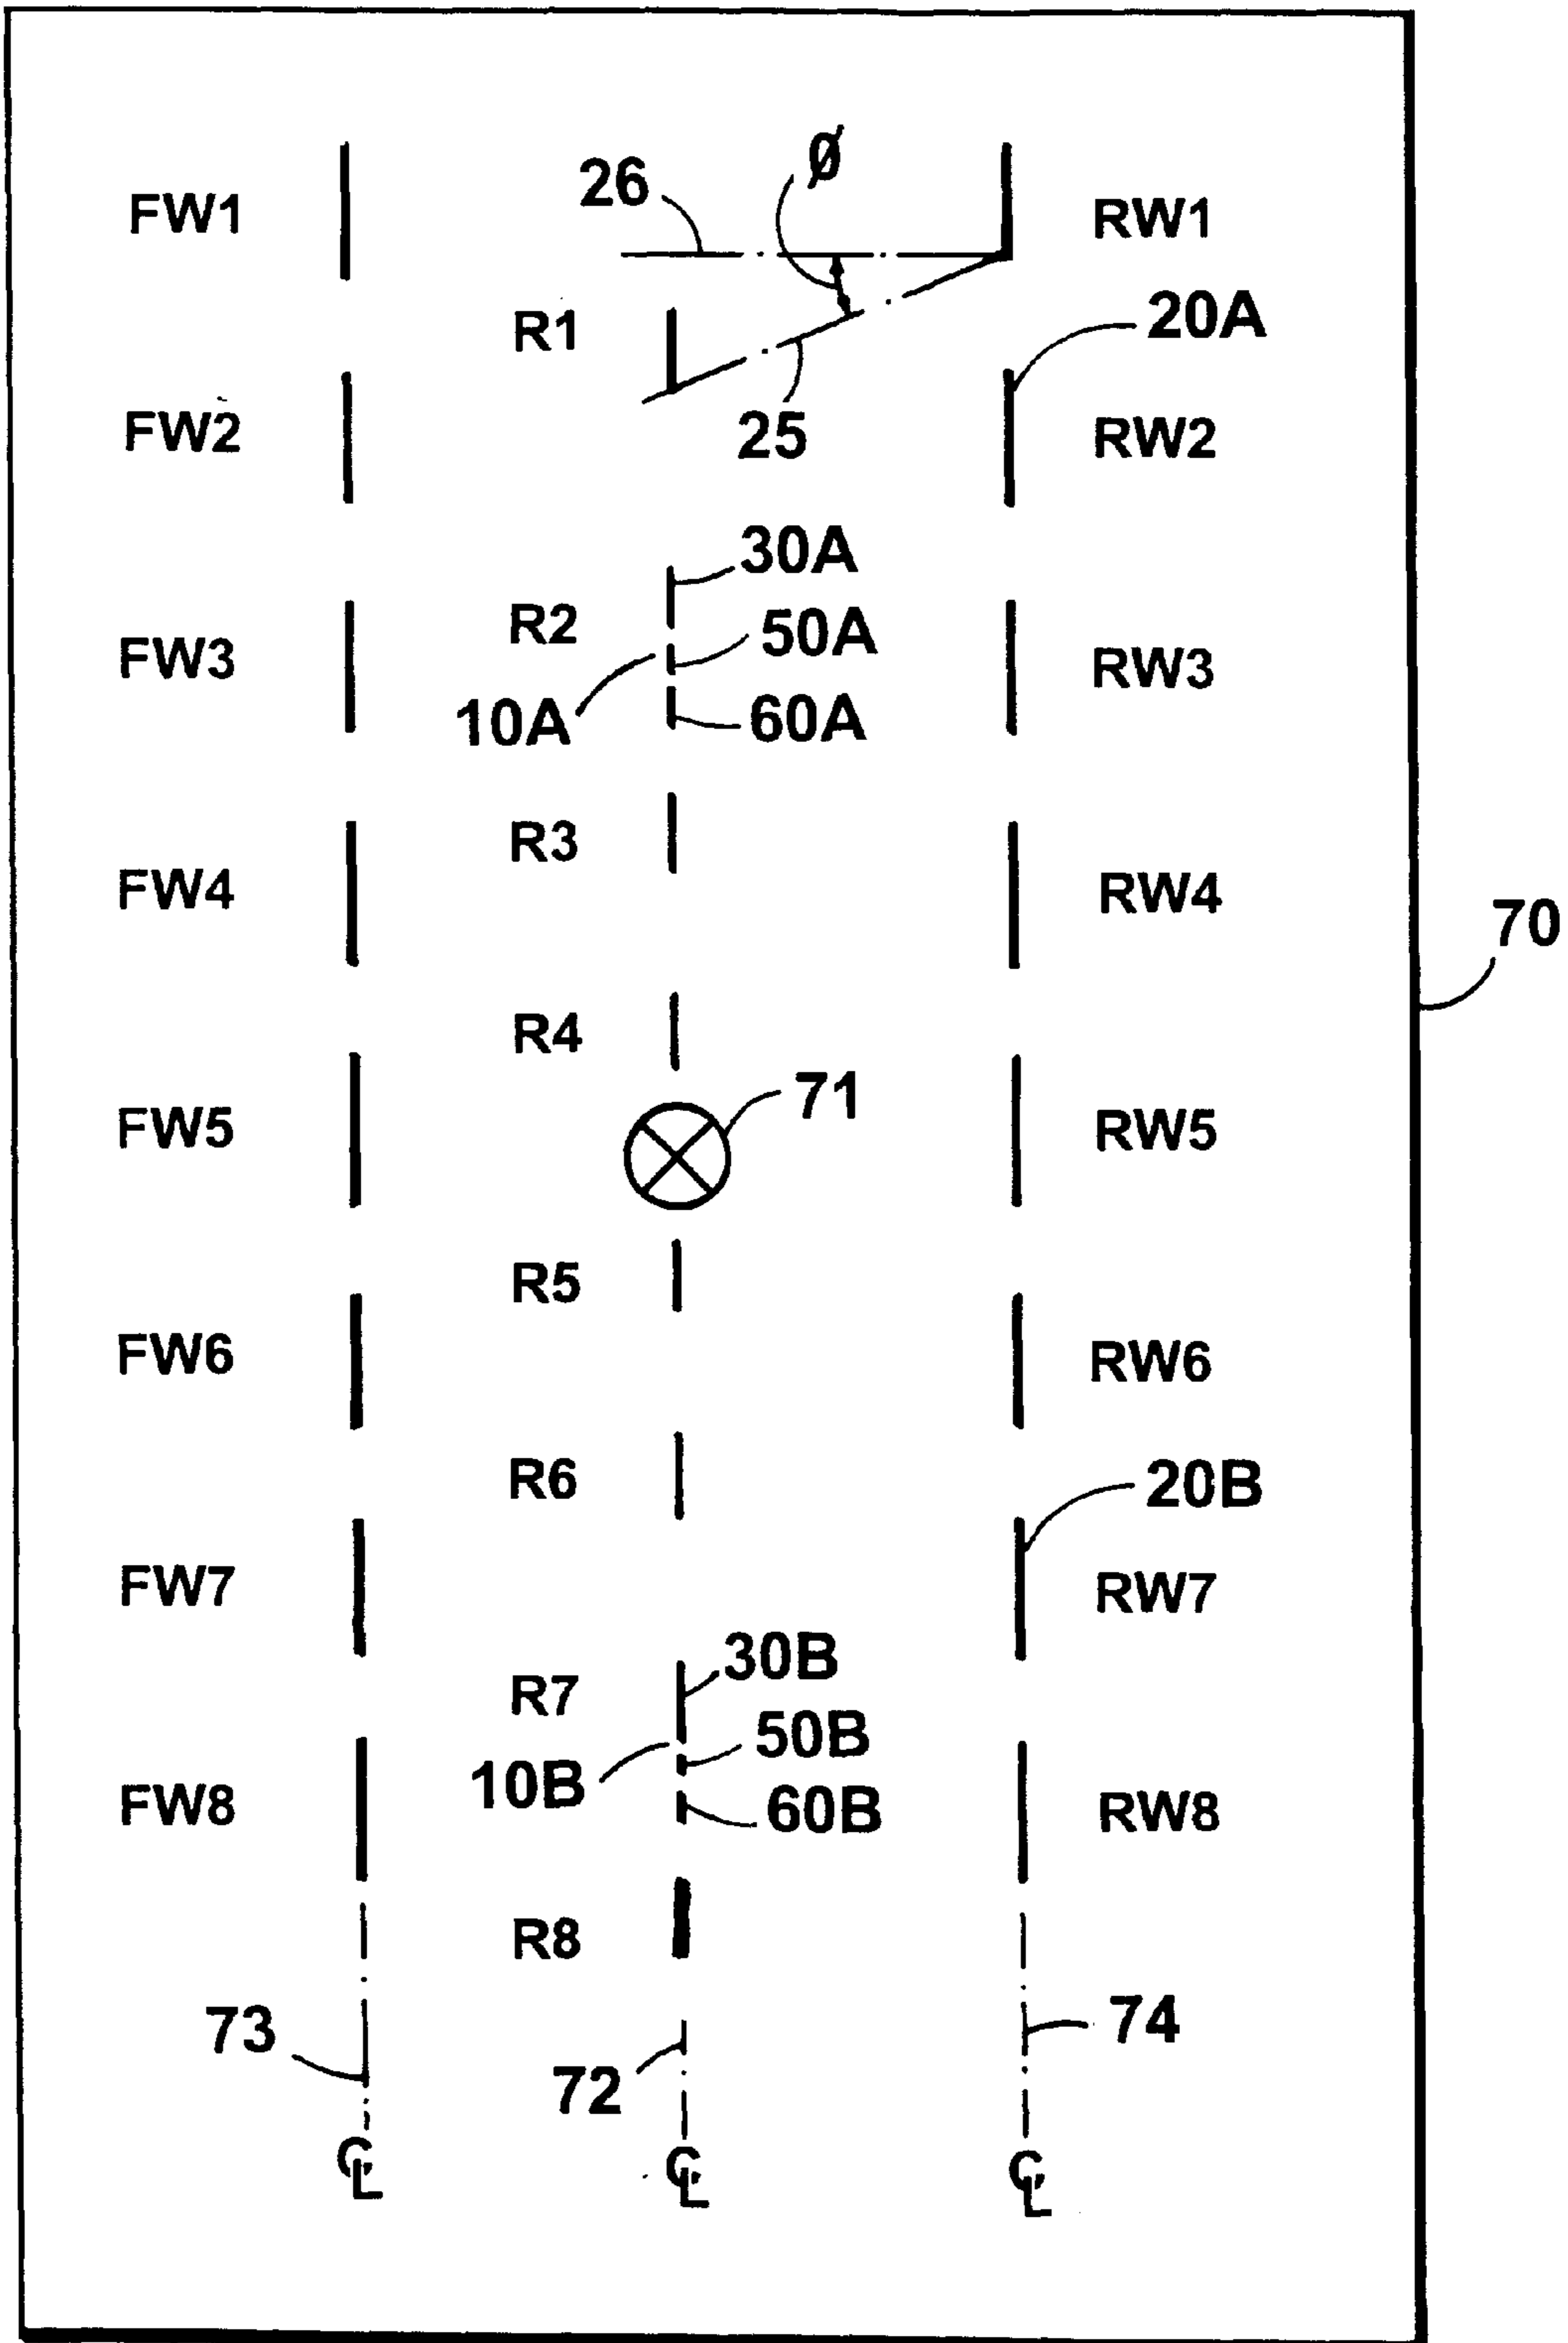 Ø
26
FW1
RW1
20A
R1
FW2
25
RW2
30A
R2
50A
FW3
RW3
10A
60A
R3
FW4
RW4
70
R4
71
FW5
RW5
R5
FW6
RW6
R6
20B
FW7
RW7
30B
R7
50B
10B
60B
FW8
RW8
R8
73
74
72
CL
CL
CL